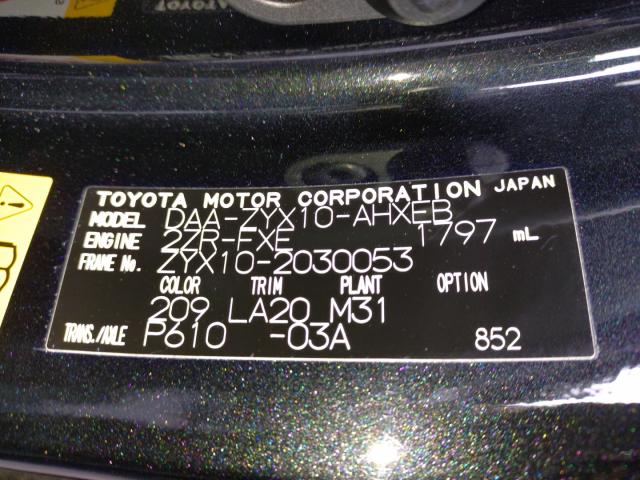 TOYOTA
TOYOTA MOTOR CORPORATION JAPAN
MODEL DAA-ZYX10-AHXEB
ENGINE 2ZR-FXE 1797 mL
FRAME No. ZYX10-2030053
COLOR TRIM PLANT OPTION
209 LA20 M31
TRANS./AXLE P610 -03A 852